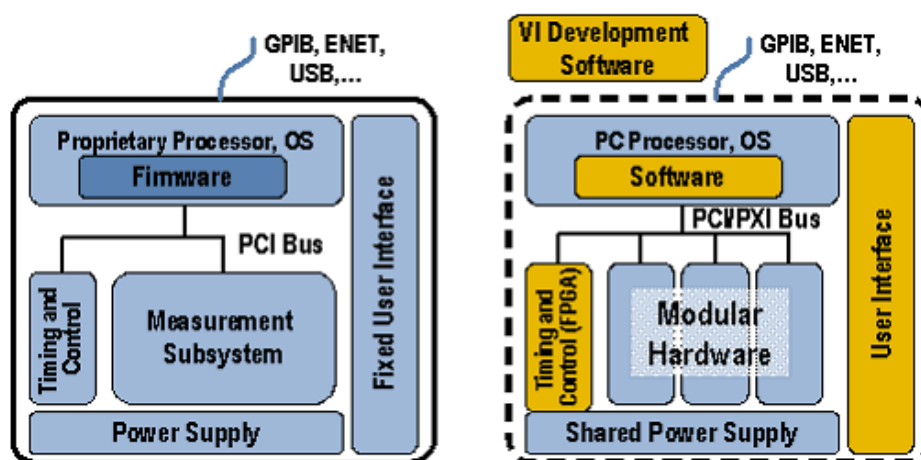 GPIB, ENET,
USB,...
Proprietary Processor, OS
Firmware
PCI Bus
Timing and
Control
Measurement
Subsystem
Fixed User Interface
Power Supply
VI Development
Software
GPIB, ENET,
USB,...
PC Processor, OS
Software
PCI/PXI Bus
Timing and
Control (FPGA)
Modular
Hardware
User Interface
Shared Power Supply